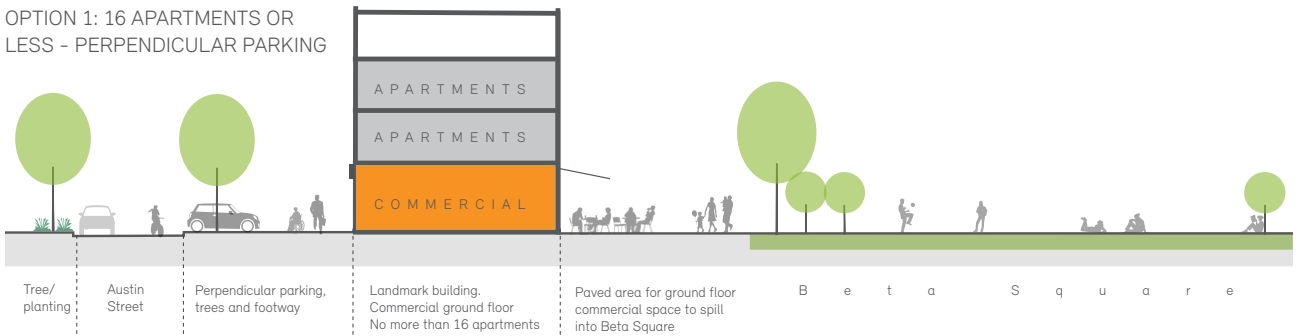 OPTION 1: 16 APARTMENTS OR
LESS - PERPENDICULAR PARKING
APARTMENTS
APARTMENTS
COMMERCIAL
Tree/
planting
Austin
Street
Perpendicular parking,
trees and footway
Landmark building.
Commercial ground floor
No more than 16 apartments
Paved area for ground floor
commercial space to spill
into Beta Square
Beta Square